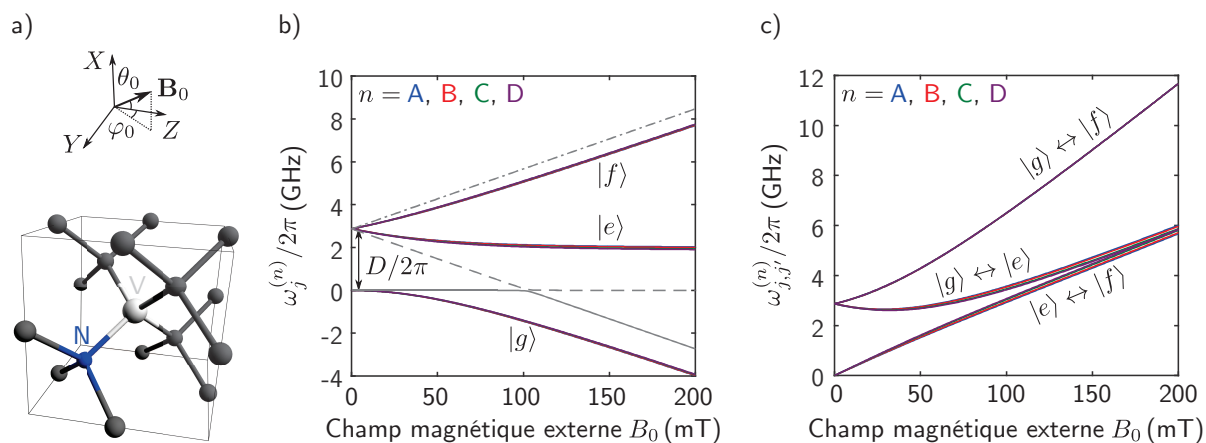 a)
X
θ₀
B₀
Y
φ₀
Z
V
N
b)
n = A, B, C, D
10
8
6
4
2
0
-2
-4
ω_j^(n)/2π (GHz)
|f⟩
|e⟩
D/2π
|g⟩
0
50
100
150
200
Champ magnétique externe B₀ (mT)
c)
n = A, B, C, D
12
10
8
6
4
2
0
ω_{j,j'}^(n)/2π (GHz)
|g⟩ ↔ |f⟩
|g⟩ ↔ |e⟩
|e⟩ ↔ |f⟩
0
50
100
150
200
Champ magnétique externe B₀ (mT)